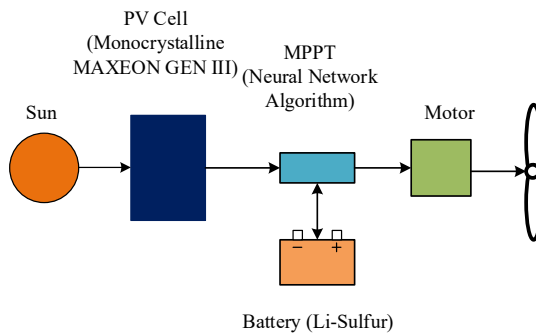 PV Cell
(Monocrystalline
MAXEON GEN III)
MPPT
(Neural Network
Algorithm)
Sun
Motor
− +
Battery (Li-Sulfur)